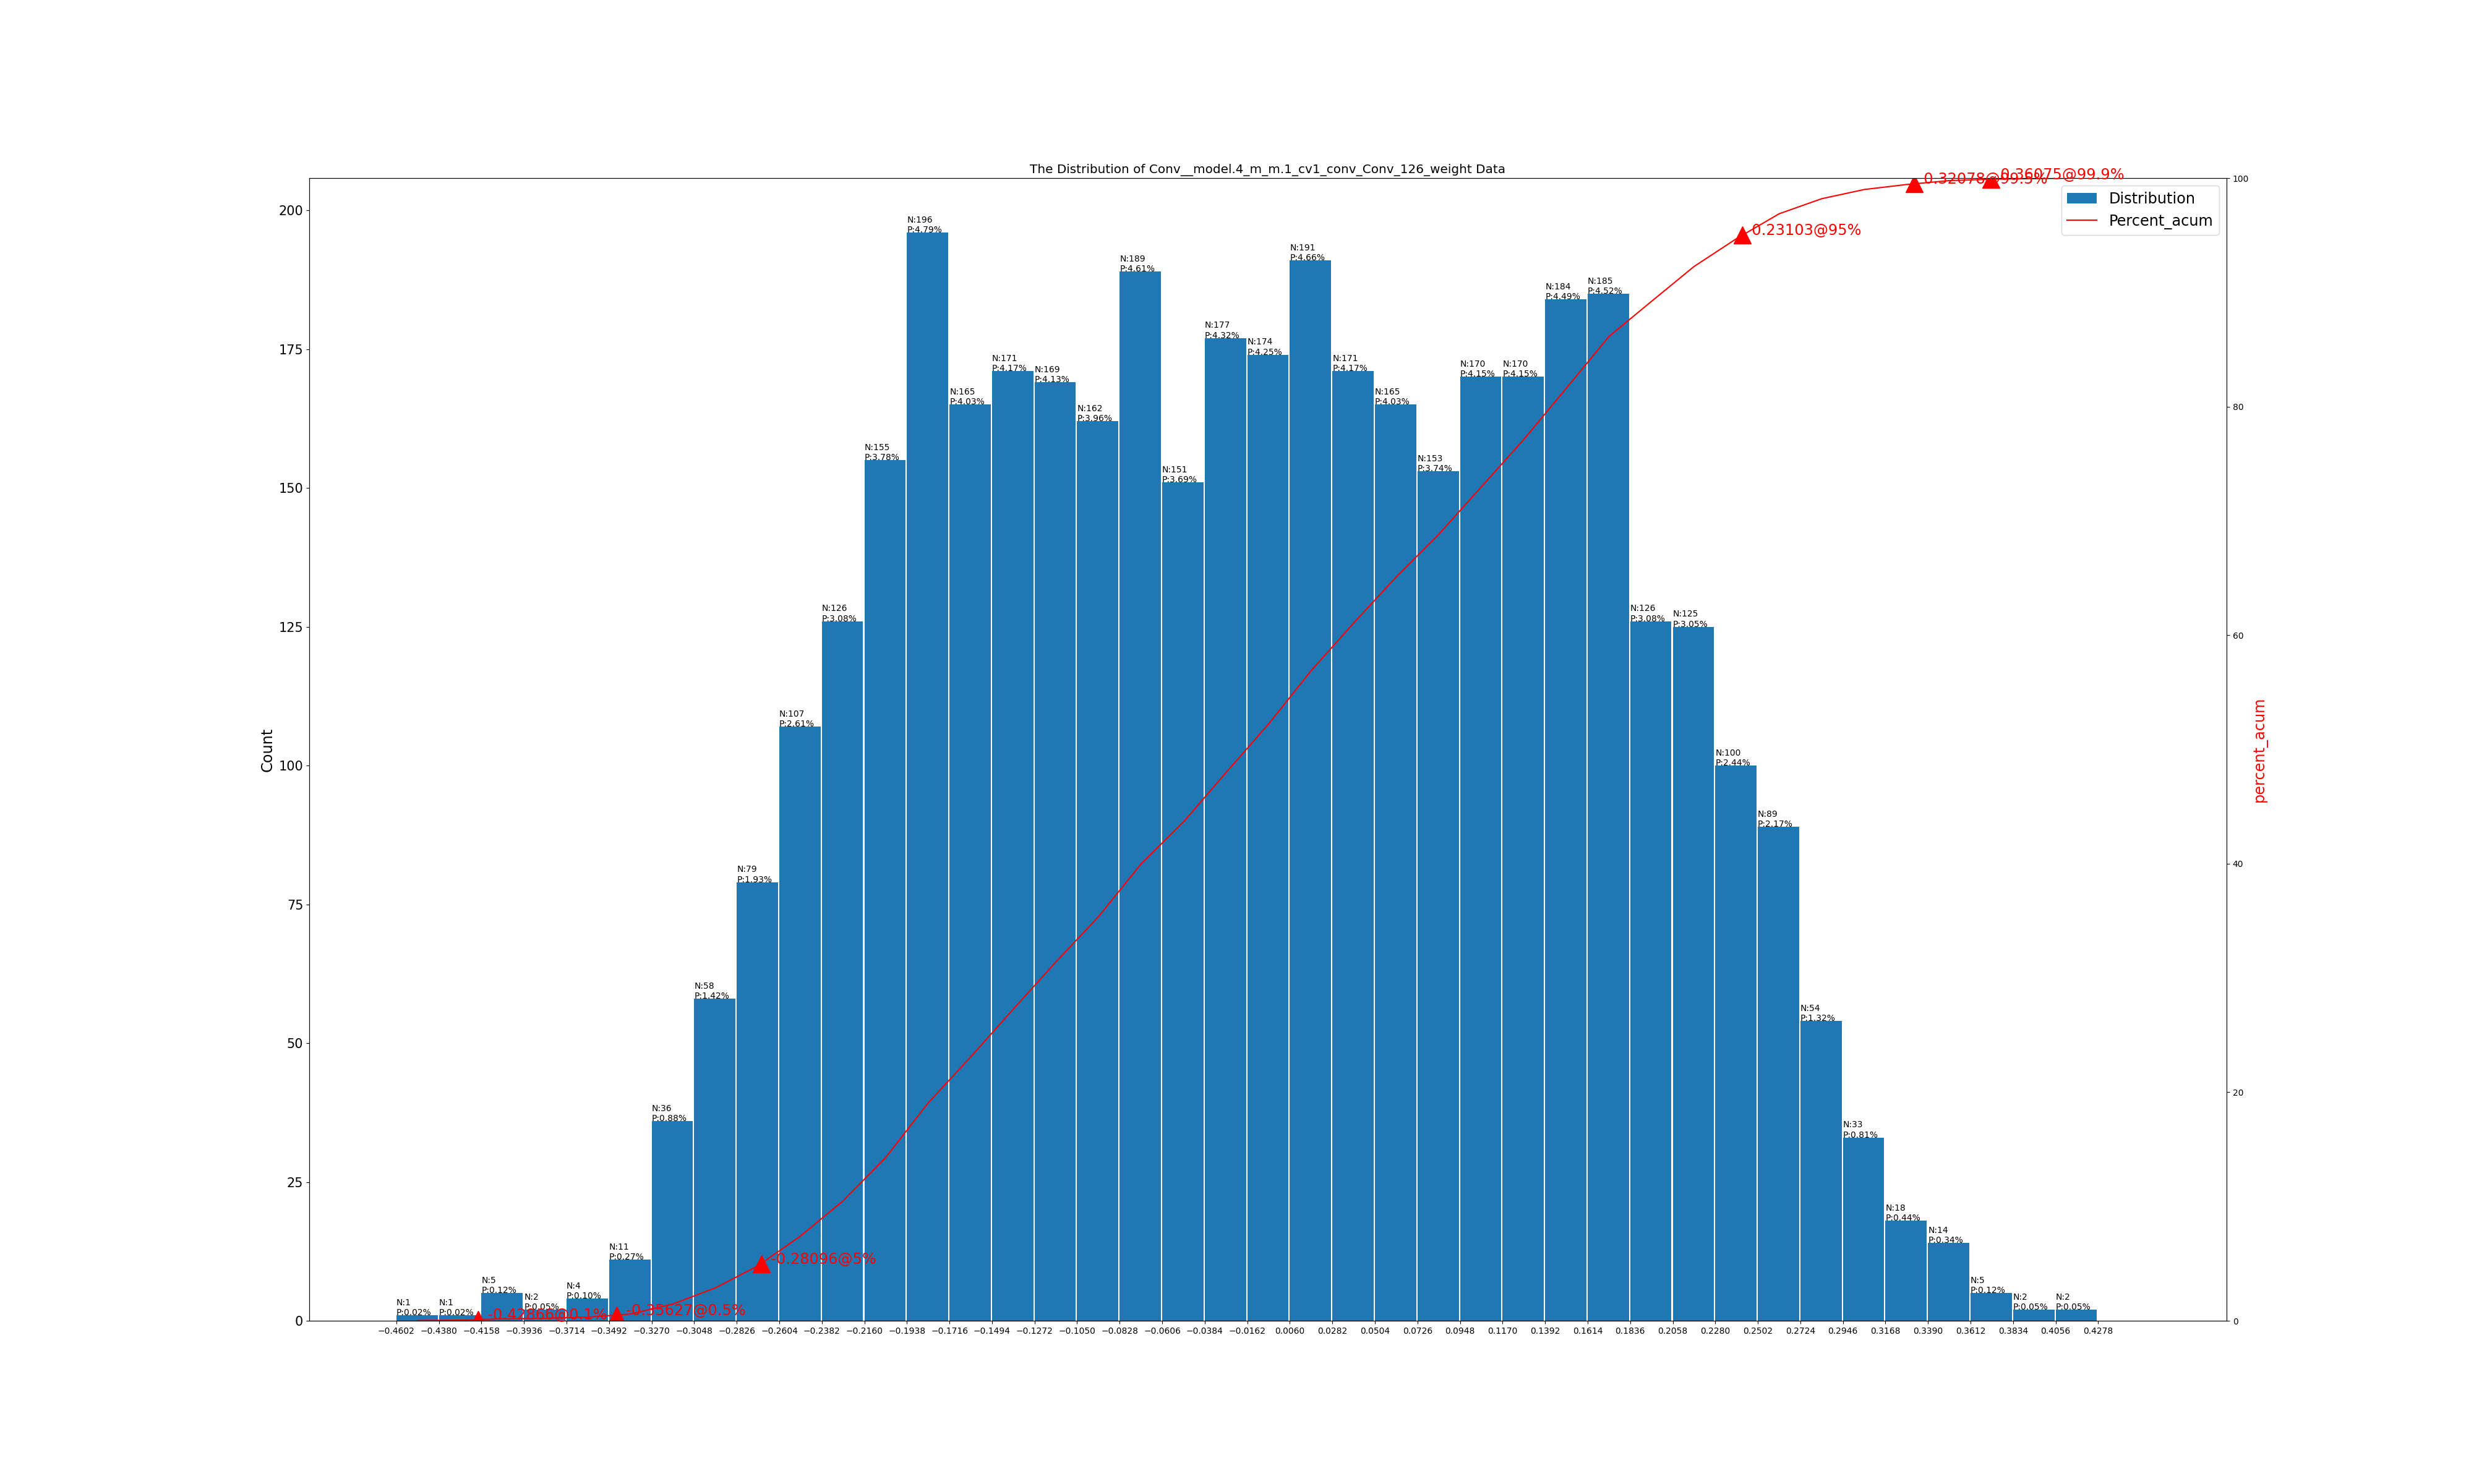 The Distribution of Conv__model.4_m_m.1_cv1_conv_Conv_126_weight Data
0.32078@99.5%
0.36075@99.9%
0.23103@95%
Distribution
Percent_acum
Count
percent_acum
200
175
150
125
100
75
50
25
0
100
80
60
40
20
0
N:1
P:0.02%
N:1
P:0.02%
N:5
P:0.12%
N:2
P:0.05%
N:4
P:0.10%
N:11
P:0.27%
N:36
P:0.88%
N:58
P:1.42%
N:79
P:1.93%
N:107
P:2.61%
N:126
P:3.08%
N:155
P:3.78%
N:196
P:4.79%
N:165
P:4.03%
N:171
P:4.17%
N:169
P:4.13%
N:162
P:3.96%
N:189
P:4.61%
N:151
P:3.69%
N:177
P:4.32%
N:174
P:4.25%
N:191
P:4.66%
N:171
P:4.17%
N:165
P:4.03%
N:153
P:3.74%
N:170
P:4.15%
N:170
P:4.15%
N:184
P:4.49%
N:185
P:4.52%
N:126
P:3.08%
N:125
P:3.05%
N:100
P:2.44%
N:89
P:2.17%
N:54
P:1.32%
N:33
P:0.81%
N:18
P:0.44%
N:14
P:0.34%
N:5
P:0.12%
N:2
P:0.05%
N:2
P:0.05%
-0.28096@5%
-0.35627@0.5%
−0.4602 −0.4380 −0.4158 −0.3936 −0.3714 −0.3492 −0.3270 −0.3048 −0.2826 −0.2604 −0.2382 −0.2160 −0.1938 −0.1716 −0.1494 −0.1272 −0.1050 −0.0828 −0.0606 −0.0384 −0.0162 0.0060 0.0282 0.0504 0.0726 0.0948 0.1170 0.1392 0.1614 0.1836 0.2058 0.2280 0.2502 0.2724 0.2946 0.3168 0.3390 0.3612 0.3834 0.4056 0.4278